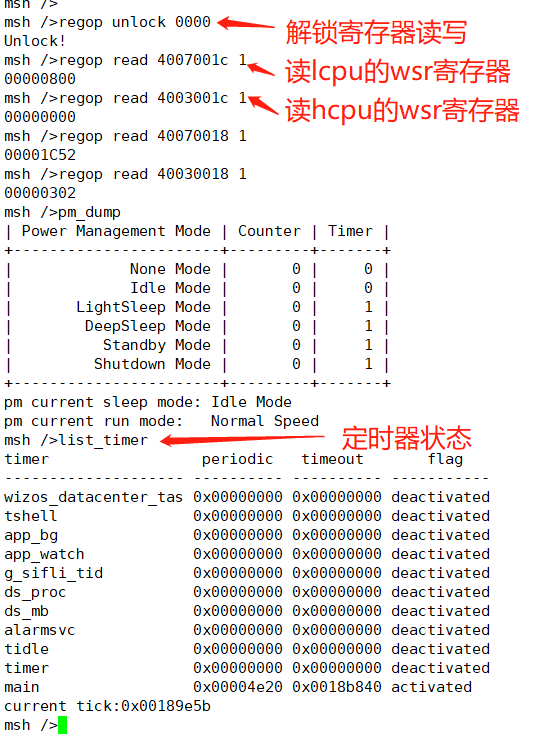 msh />
msh />regop unlock 0000 解锁寄存器读写
Unlock!
msh />regop read 4007001c 1 读lcpu的wsr寄存器
00000800
msh />regop read 4003001c 1 读hcpu的wsr寄存器
00000000
msh />regop read 40070018 1
00001C52
msh />regop read 40030018 1
00000302
msh />pm_dump
| Power Management Mode | Counter | Timer |
+-----------------------+---------+-------+
|             None Mode |       0 |     0 |
|             Idle Mode |       0 |     0 |
|       LightSleep Mode |       0 |     1 |
|        DeepSleep Mode |       0 |     1 |
|          Standby Mode |       0 |     1 |
|         Shutdown Mode |       0 |     1 |
+-----------------------+---------+-------+
pm current sleep mode: Idle Mode
pm current run mode:   Normal Speed
msh />list_timer 定时器状态
timer                periodic   timeout     flag
-------------------- ---------- ---------- -----------
wizos_datacenter_tas 0x00000000 0x00000000 deactivated
tshell               0x00000000 0x00000000 deactivated
app_bg               0x00000000 0x00000000 deactivated
app_watch            0x00000000 0x00000000 deactivated
g_sifli_tid          0x00000000 0x00000000 deactivated
ds_proc              0x00000000 0x00000000 deactivated
ds_mb                0x00000000 0x00000000 deactivated
alarmsvc             0x00000000 0x00000000 deactivated
tidle                0x00000000 0x00000000 deactivated
timer                0x00000000 0x00000000 deactivated
main                 0x00004e20 0x0018b840 activated
current tick:0x00189e5b
msh />